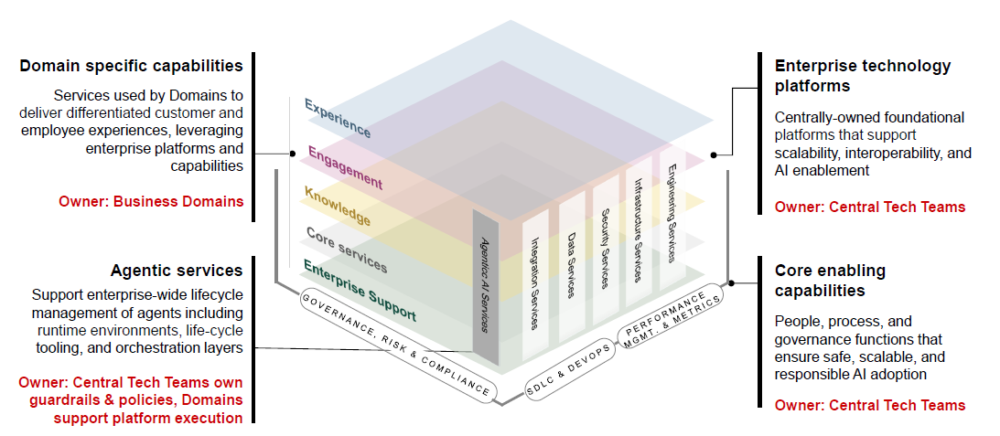 Domain specific capabilities
Services used by Domains to
deliver differentiated customer and
employee experiences, leveraging
enterprise platforms and
capabilities
Owner: Business Domains
Agentic services
Support enterprise-wide lifecycle
management of agents including
runtime environments, life-cycle
tooling, and orchestration layers
Owner: Central Tech Teams own
guardrails & policies, Domains
support platform execution
Experience
Engagement
Knowledge
Core services
Enterprise Support
Agenticc AI Services
Integration Services
Data Services
Security Services
Infrastructure Services
Engineering Services
GOVERNANCE, RISK & COMPLIANCE
SDLC & DEVOPS
PERFORMANCE
MGMT. & METRICS
Enterprise technology
platforms
Centrally-owned foundational
platforms that support
scalability, interoperability, and
AI enablement
Owner: Central Tech Teams
Core enabling
capabilities
People, process, and
governance functions that
ensure safe, scalable, and
responsible AI adoption
Owner: Central Tech Teams